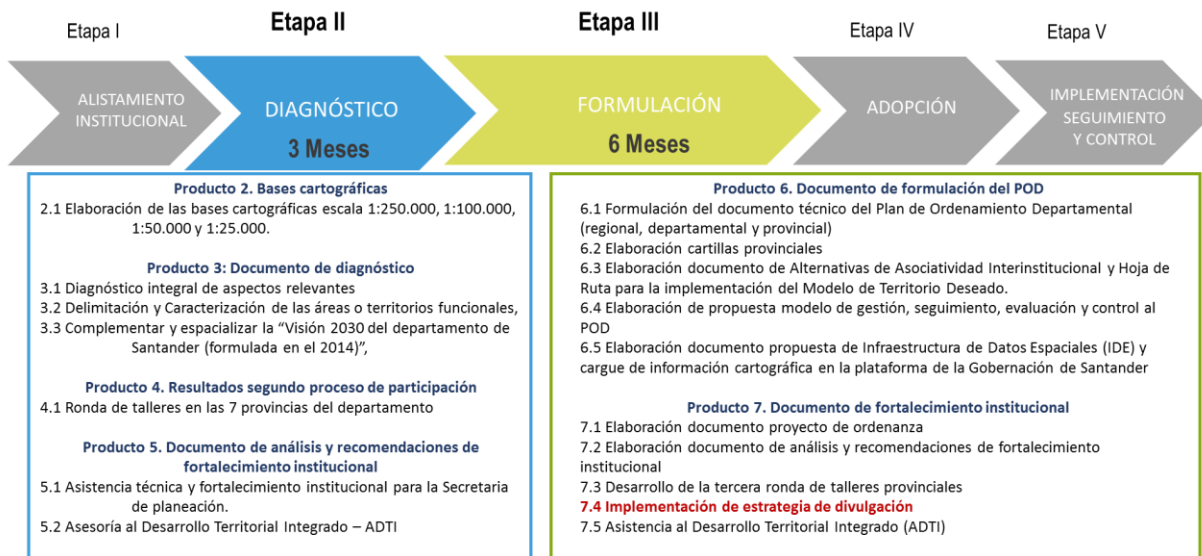 Etapa I
Etapa II
Etapa III
Etapa IV
Etapa V
ALISTAMIENTO
INSTITUCIONAL
DIAGNÓSTICO
3 Meses
FORMULACIÓN
6 Meses
ADOPCIÓN
IMPLEMENTACIÓN
SEGUIMIENTO
Y CONTROL
Producto 2. Bases cartográficas
2.1 Elaboración de las bases cartográficas escala 1:250.000, 1:100.000,
1:50.000 y 1:25.000.
Producto 3: Documento de diagnóstico
3.1 Diagnóstico integral de aspectos relevantes
3.2 Delimitación y Caracterización de las áreas o territorios funcionales,
3.3 Complementar y espacializar la “Visión 2030 del departamento de
Santander (formulada en el 2014)”,
Producto 4. Resultados segundo proceso de participación
4.1 Ronda de talleres en las 7 provincias del departamento
Producto 5. Documento de análisis y recomendaciones de
fortalecimiento institucional
5.1 Asistencia técnica y fortalecimiento institucional para la Secretaria
de planeación.
5.2 Asesoría al Desarrollo Territorial Integrado – ADTI
Producto 6. Documento de formulación del POD
6.1 Formulación del documento técnico del Plan de Ordenamiento Departamental
(regional, departamental y provincial)
6.2 Elaboración cartillas provinciales
6.3 Elaboración documento de Alternativas de Asociatividad Interinstitucional y Hoja de
Ruta para la implementación del Modelo de Territorio Deseado.
6.4 Elaboración de propuesta modelo de gestión, seguimiento, evaluación y control al
POD
6.5 Elaboración documento propuesta de Infraestructura de Datos Espaciales (IDE) y
cargue de información cartográfica en la plataforma de la Gobernación de Santander
Producto 7. Documento de fortalecimiento institucional
7.1 Elaboración documento proyecto de ordenanza
7.2 Elaboración documento de análisis y recomendaciones de fortalecimiento
institucional
7.3 Desarrollo de la tercera ronda de talleres provinciales
7.4 Implementación de estrategia de divulgación
7.5 Asistencia al Desarrollo Territorial Integrado (ADTI)